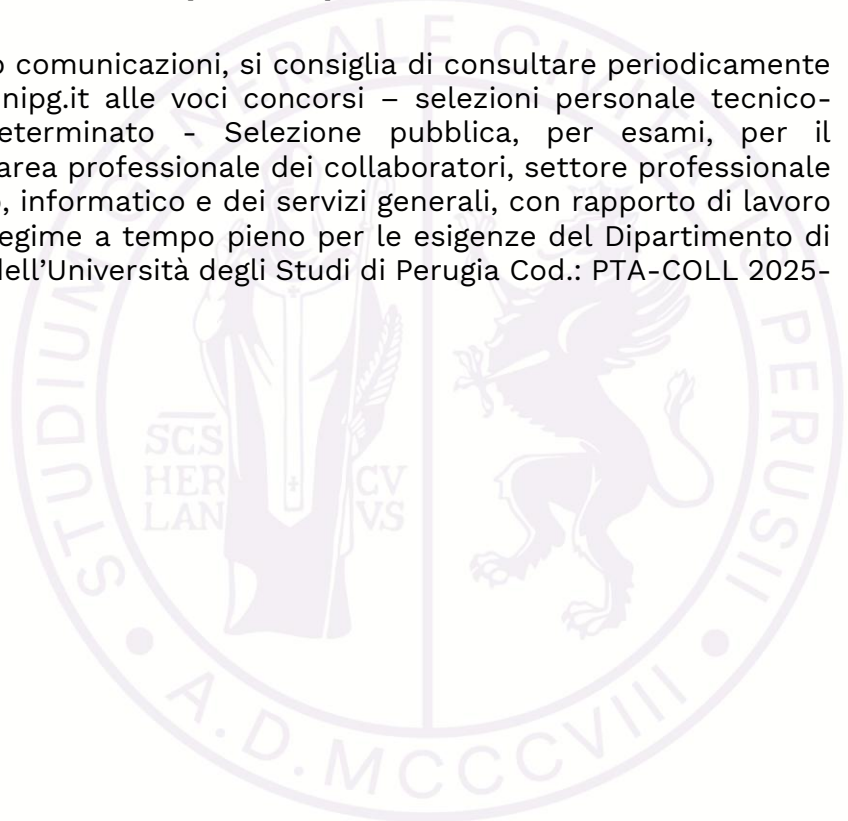 comunicazioni, si consiglia di consultare periodicamente
nipg.it alle voci concorsi – selezioni personale tecnico-
eterminato - Selezione pubblica, per esami, per il
area professionale dei collaboratori, settore professionale
, informatico e dei servizi generali, con rapporto di lavoro
egime a tempo pieno per le esigenze del Dipartimento di
dell'Università degli Studi di Perugia Cod.: PTA-COLL 2025-
STUDIUM GENERALE CIVITATIS PERUSII
SCS
HER CV
LAN VS
• A.D. MCCCVIII •